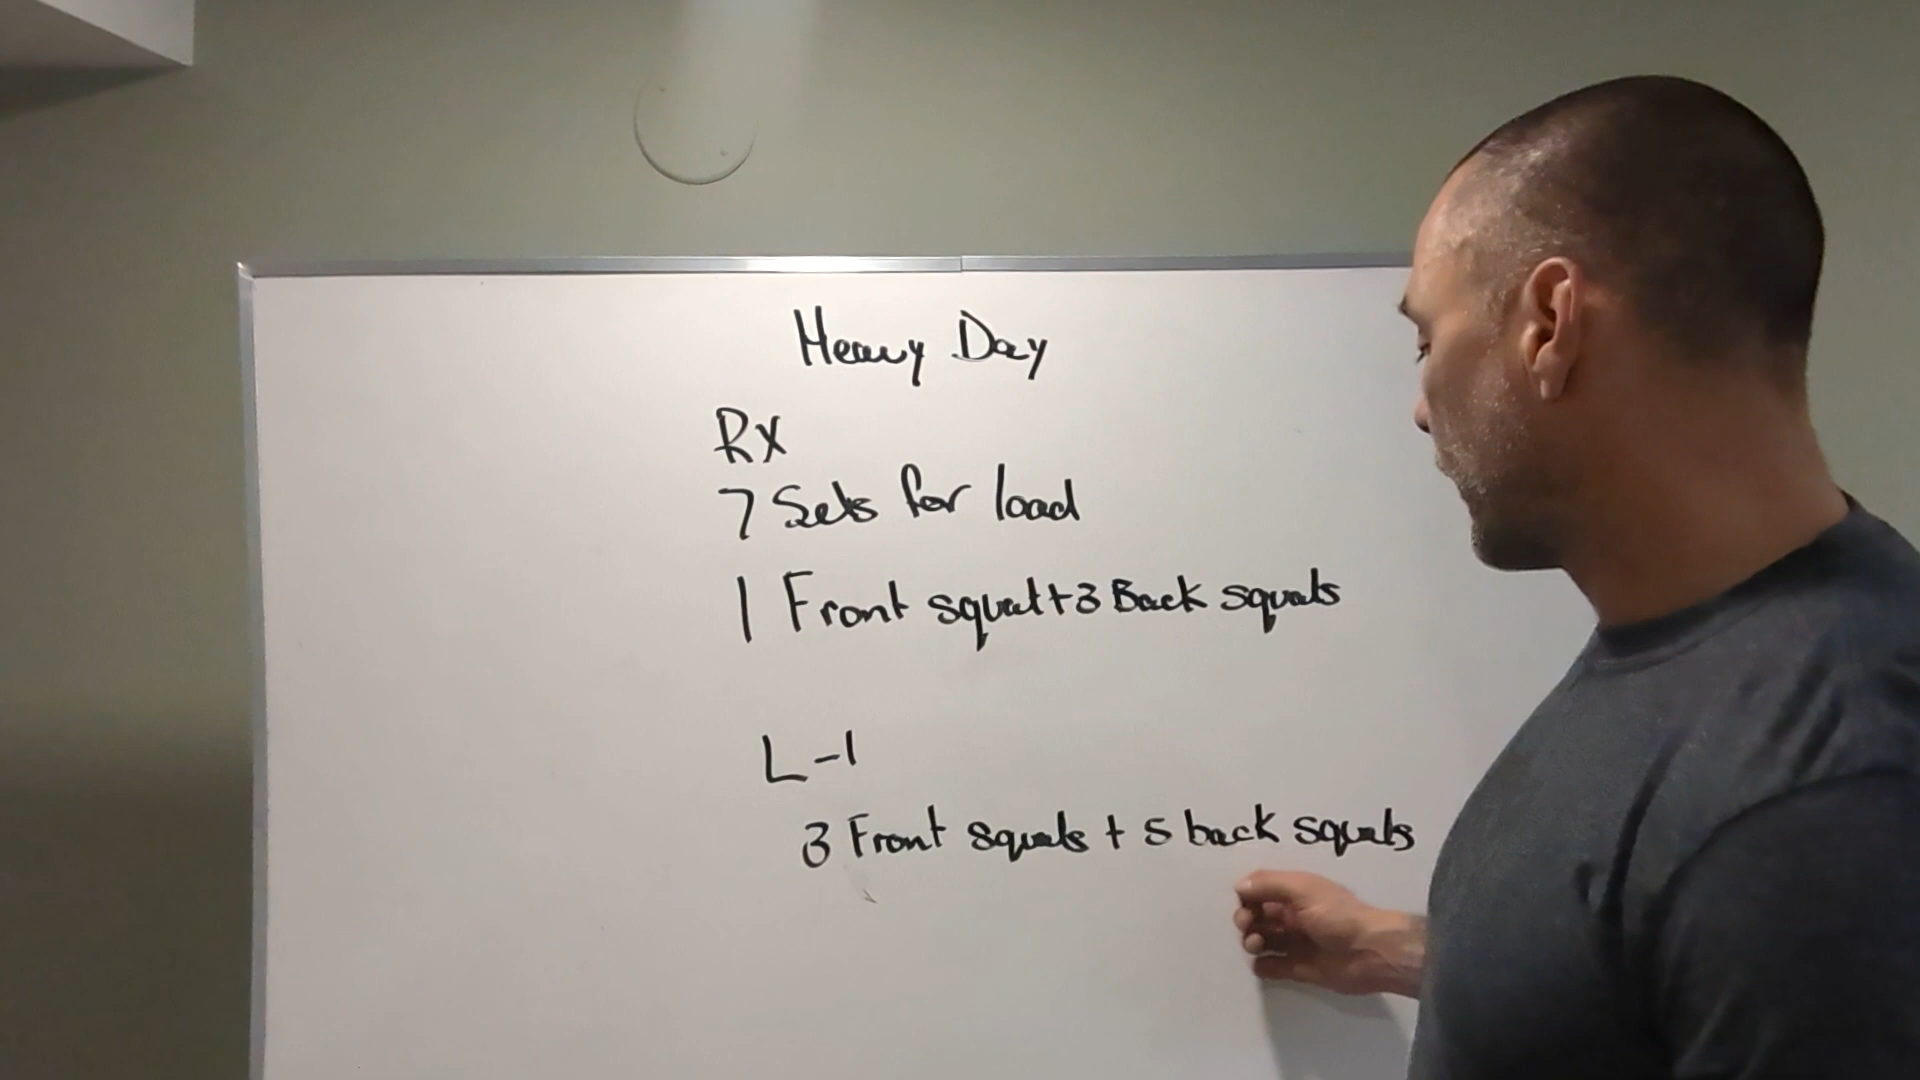 Heavy Day
RX
7 Sets for load
1 Front squat + 3 Back squats
L-1
3 Front squats + 5 back squats